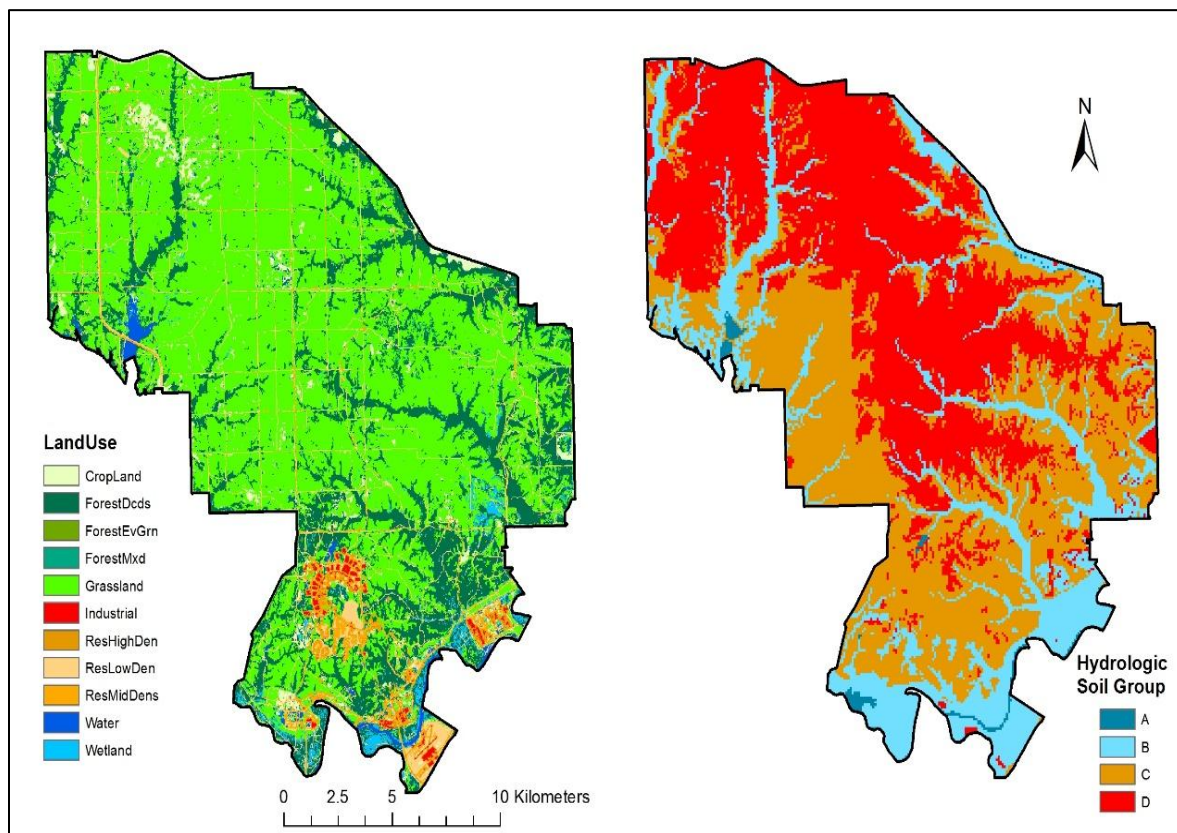 LandUse
CropLand
ForestDcds
ForestEvGrn
ForestMxd
Grassland
Industrial
ResHighDen
ResLowDen
ResMidDens
Water
Wetland
0 2.5 5 10 Kilometers
N
Hydrologic
Soil Group
A
B
C
D